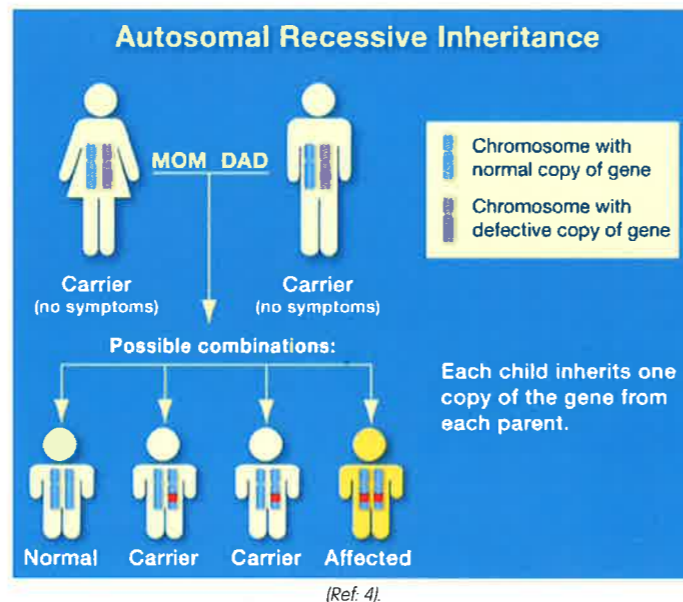 Autosomal Recessive Inheritance
MOM DAD
Chromosome with
normal copy of gene
Chromosome with
defective copy of gene
Carrier
(no symptoms)
Carrier
(no symptoms)
Possible combinations:
Each child inherits one
copy of the gene from
each parent.
Normal Carrier Carrier Affected
(Ref: 4).